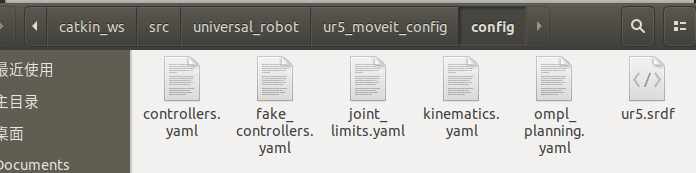 catkin_ws src universal_robot ur5_moveit_config config
最近使用
主目录
桌面
Documents
controllers.
yaml
fake_
controllers.
yaml
joint_
limits.yaml
kinematics.
yaml
ompl_
planning.
yaml
ur5.srdf